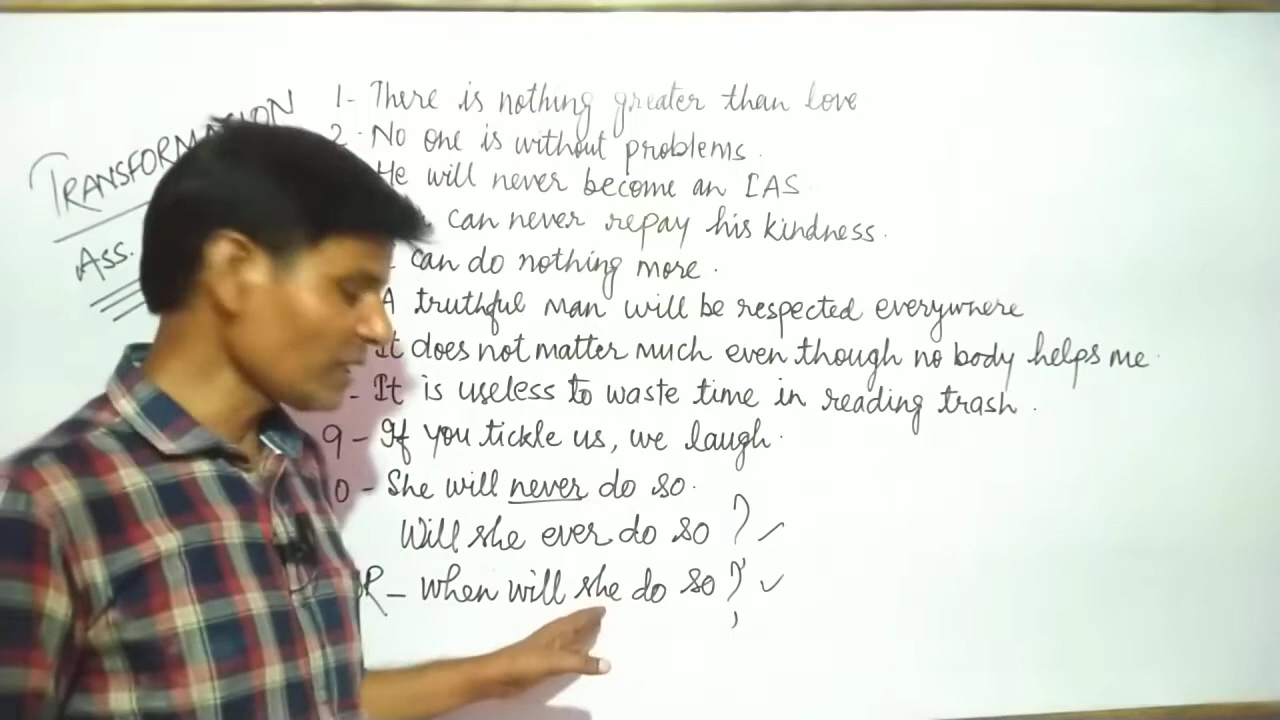 Ass.
1- There is nothing greater than love
2- No one is without problems.
He will never become an IAS
can never repay his kindness.
can do nothing more.
A truthful man will be respected everywhere
It does not matter much even though no body helps me.
- It is useless to waste time in reading trash.
9- If you tickle us, we laugh.
0- She will never do so.
Will she ever do so ?
OR - When will she do so ?